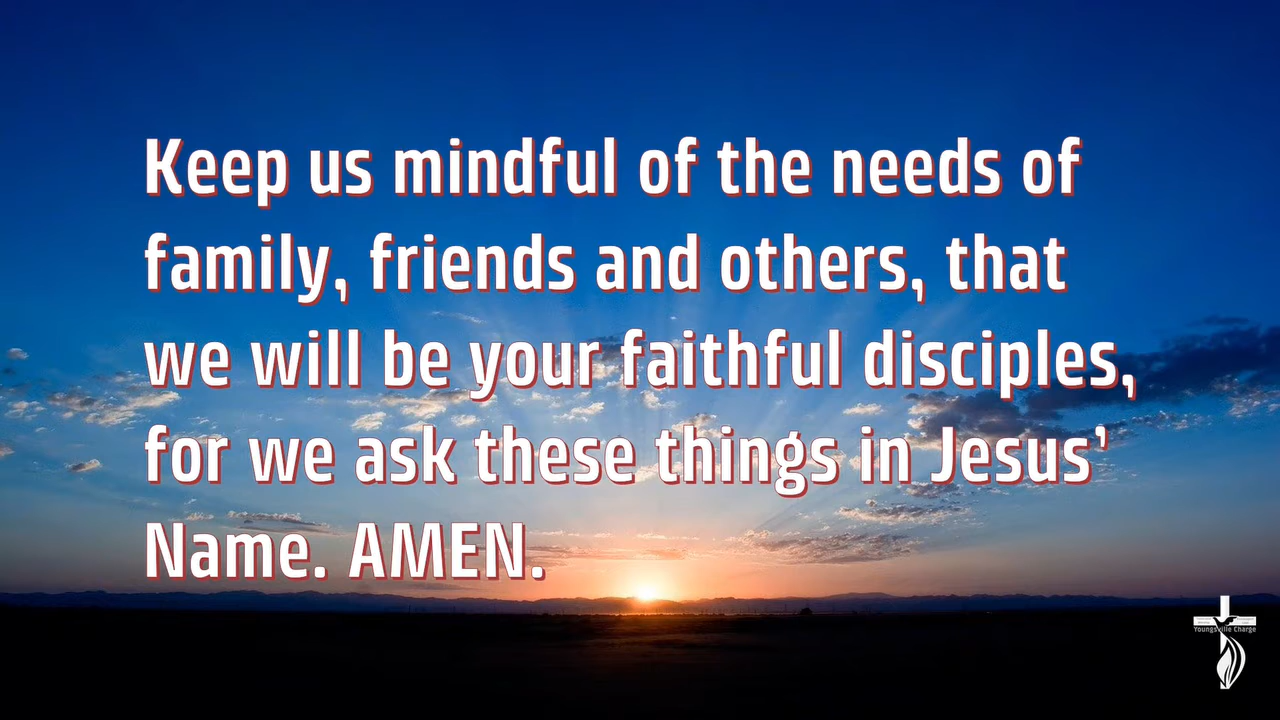 Keep us mindful of the needs of
family, friends and others, that
we will be your faithful disciples,
for we ask these things in Jesus’
Name. AMEN.
Youngsville Charge